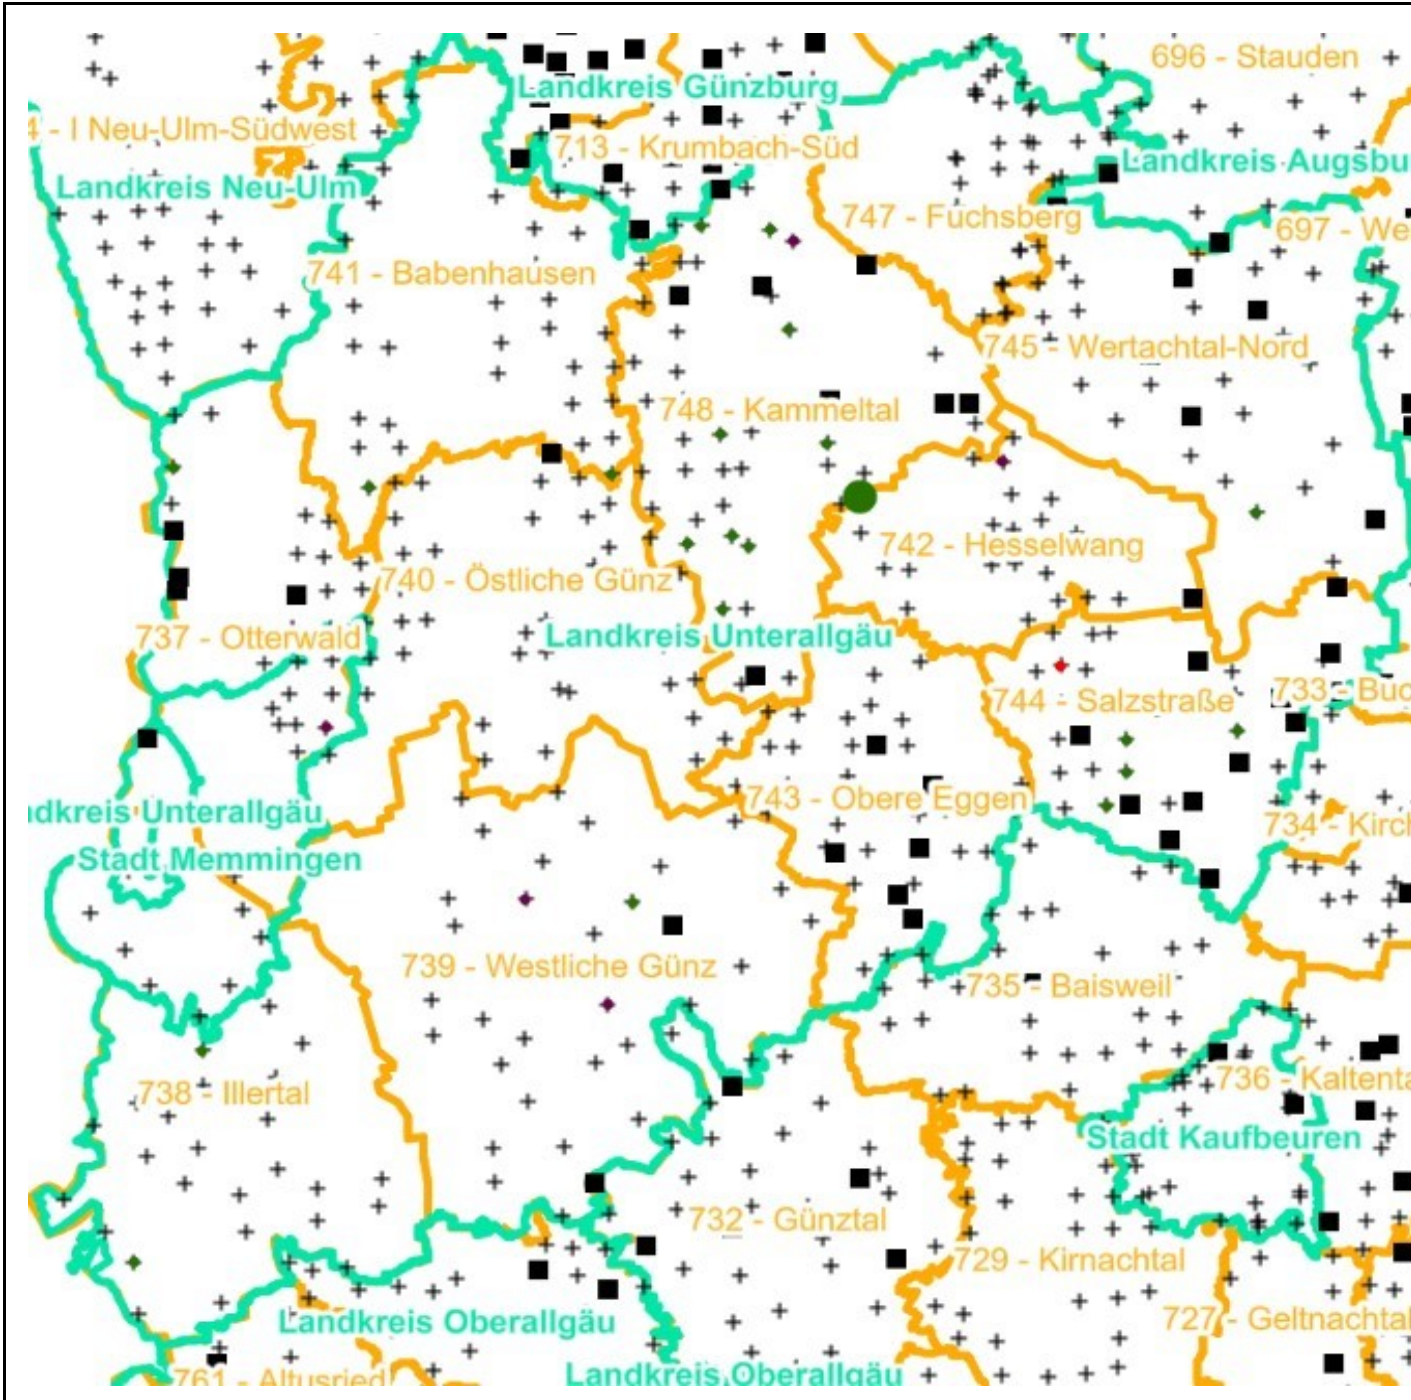 696 - Stauden
Landkreis Günzburg
4 - I Neu-Ulm-Südwest
713 - Krumbach-Süd
Landkreis Augsbu
Landkreis Neu-Ulm
747 - Fuchsberg
697 - We
741 - Babenhausen
745 - Wertachtal-Nord
748 - Kammeltal
742 - Hesselwang
740 - Östliche Günz
737 - Otterwald
Landkreis Unterallgäu
733 - Buc
744 - Salzstraße
743 - Obere Eggen
ndkreis Unterallgäu
734 - Kirch
Stadt Memmingen
739 - Westliche Günz
735 - Baisweil
736 - Kaltenta
738 - Illertal
Stadt Kaufbeuren
732 - Günztal
729 - Kirnachtal
Landkreis Oberallgäu
727 - Geltnachtal
761 - Altusried
Landkreis Oberallgäu